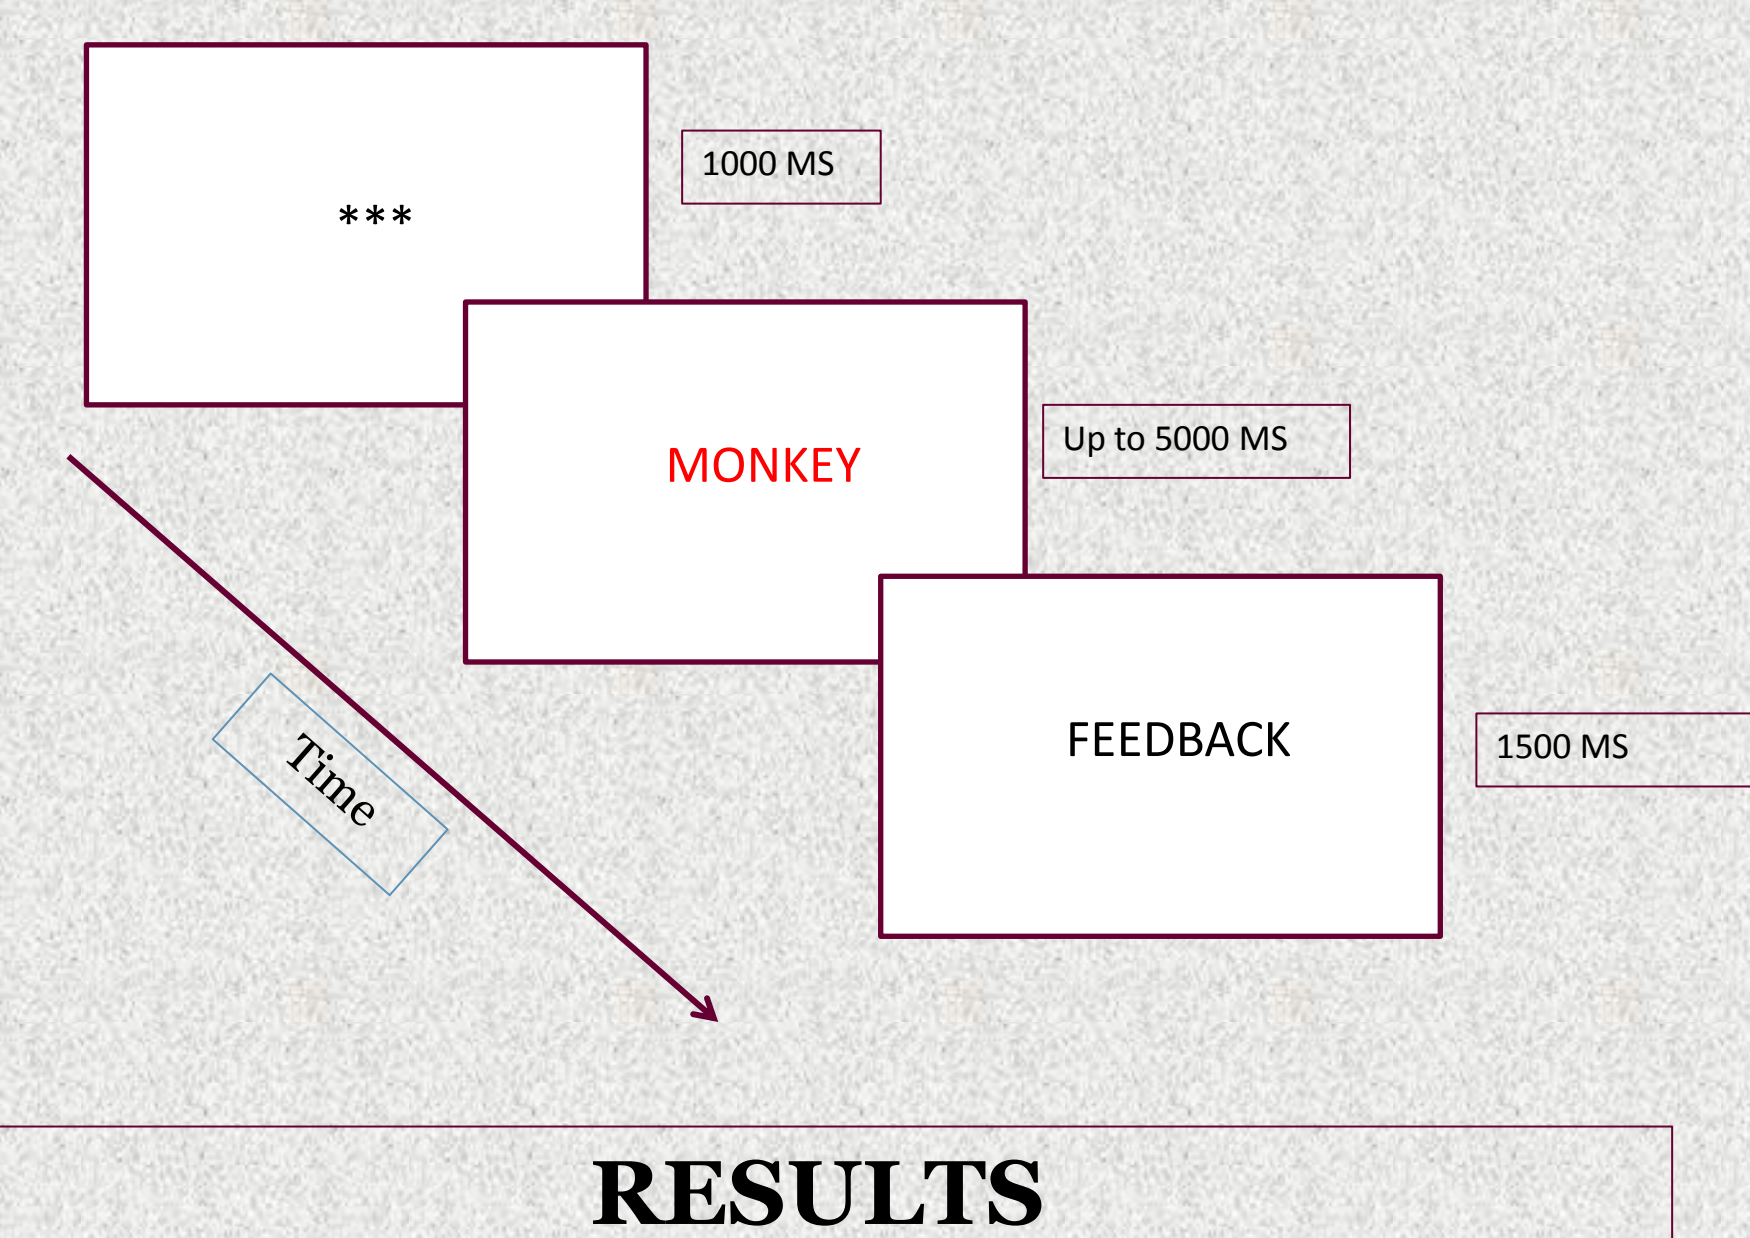 ***
1000 MS
MONKEY
Up to 5000 MS
FEEDBACK
1500 MS
Time
RESULTS